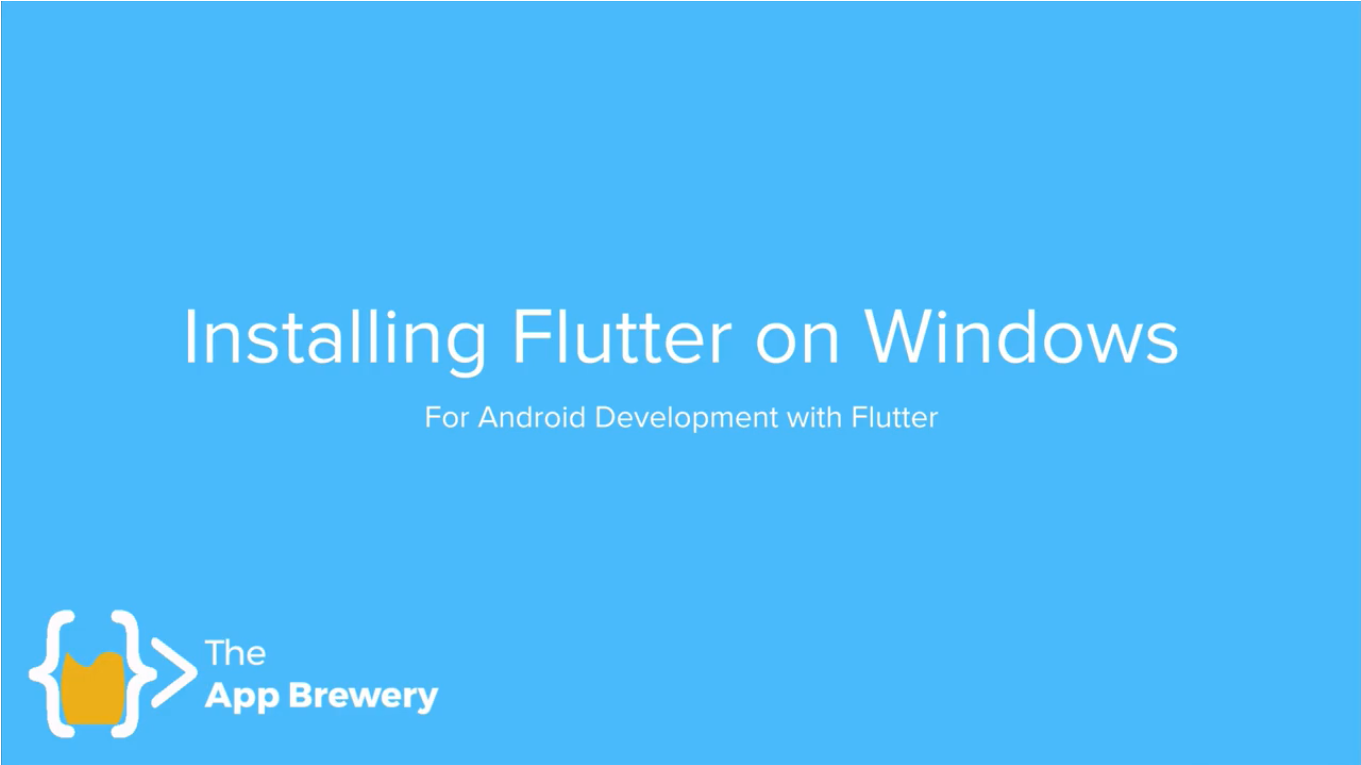 Installing Flutter on Windows
For Android Development with Flutter
The
App Brewery